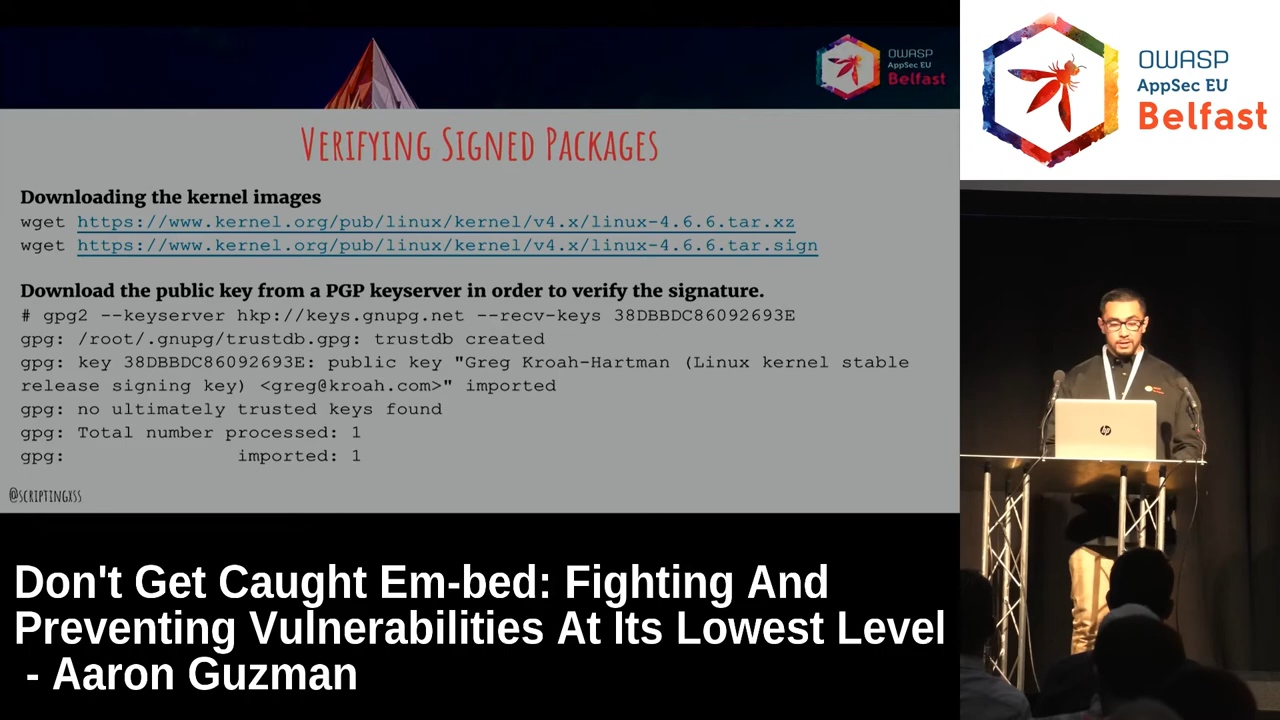 OWASP
AppSec EU
Belfast
VERIFYING SIGNED PACKAGES
Downloading the kernel images
wget https://www.kernel.org/pub/linux/kernel/v4.x/linux-4.6.6.tar.xz
wget https://www.kernel.org/pub/linux/kernel/v4.x/linux-4.6.6.tar.sign
Download the public key from a PGP keyserver in order to verify the signature.
# gpg2 --keyserver hkp://keys.gnupg.net --recv-keys 38DBBDC86092693E
gpg: /root/.gnupg/trustdb.gpg: trustdb created
gpg: key 38DBBDC86092693E: public key "Greg Kroah-Hartman (Linux kernel stable
release signing key) <greg@kroah.com>" imported
gpg: no ultimately trusted keys found
gpg: Total number processed: 1
gpg: imported: 1
@SCRIPTINGXSS
OWASP
AppSec EU
Belfast
hp
Don't Get Caught Em-bed: Fighting And
Preventing Vulnerabilities At Its Lowest Level
- Aaron Guzman